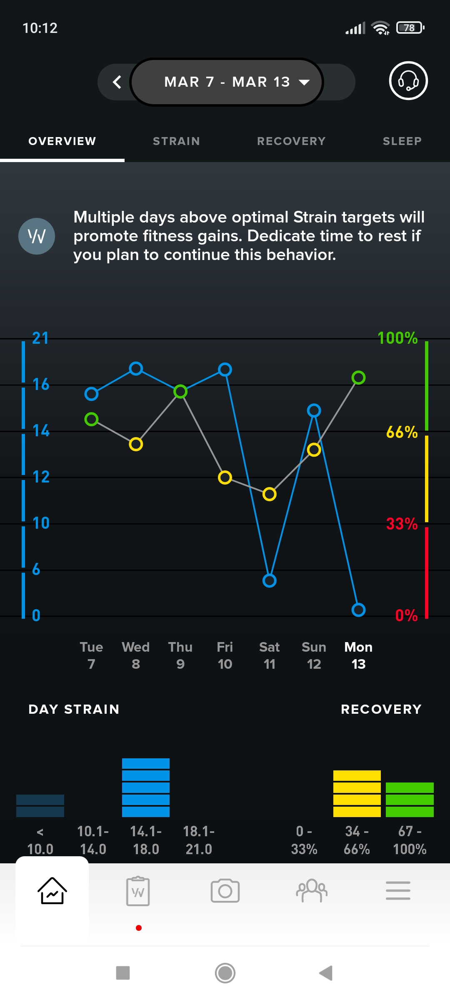 10:12
78
MAR 7 - MAR 13
OVERVIEW STRAIN RECOVERY SLEEP
Multiple days above optimal Strain targets will
promote fitness gains. Dedicate time to rest if
you plan to continue this behavior.
21 100%
16
14 66%
12
10 33%
6
0 0%
Tue Wed Thu Fri Sat Sun Mon
7 8 9 10 11 12 13
DAY STRAIN RECOVERY
< 10.1- 14.1- 18.1- 0 - 34 - 67 -
10.0 14.0 18.0 21.0 33% 66% 100%